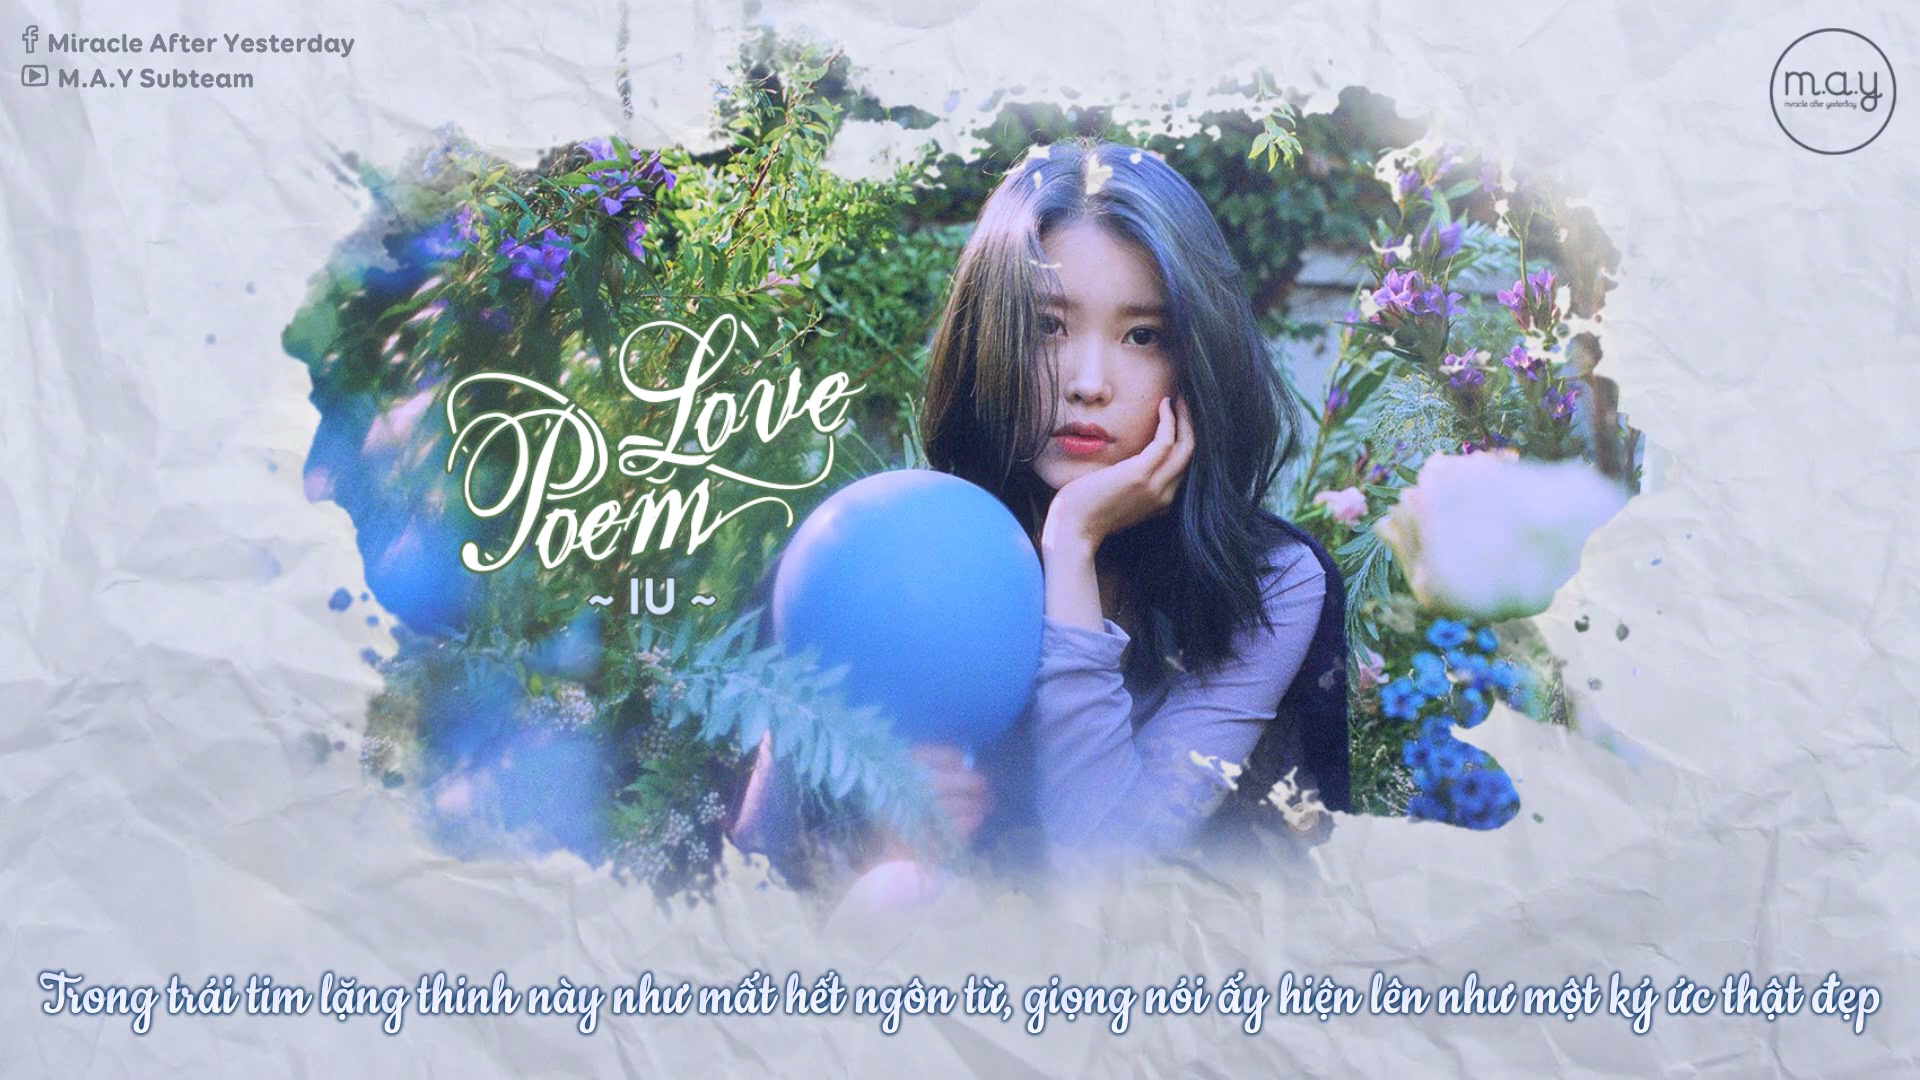 Miracle After Yesterday
M.A.Y Subteam
m.a.y
miracle after yesterday
Love
Poem
~ IU ~
Trong trái tim lặng thinh này như mất hết ngôn từ, giọng nói ấy hiện lên như một ký ức thật đẹp